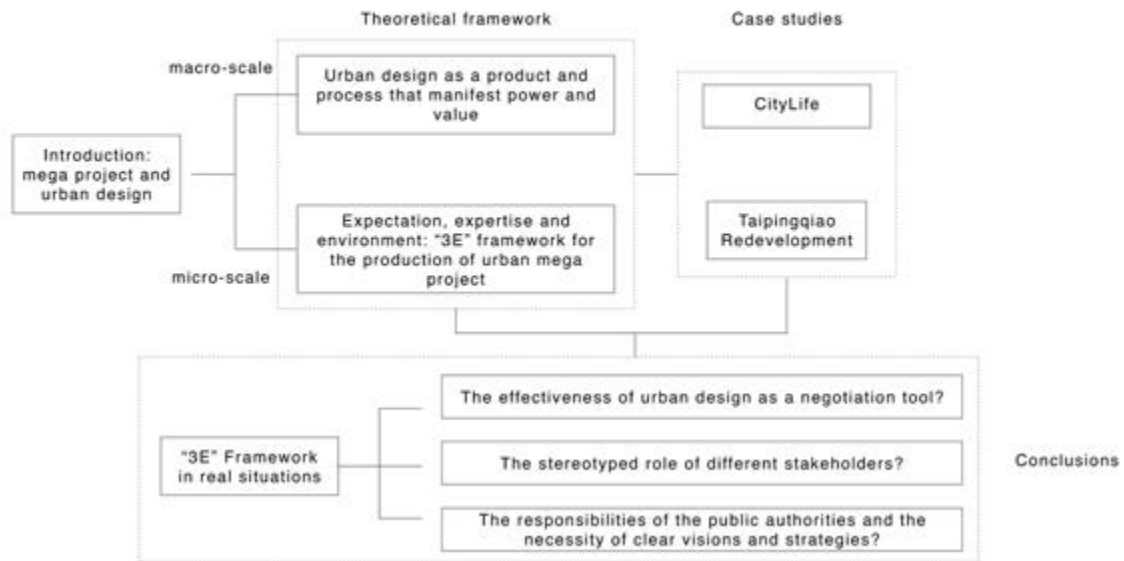 Theoretical framework
Case studies
macro-scale
Urban design as a product and
process that manifest power and
value
CityLife
Introduction:
mega project and
urban design
Expectation, expertise and
environment: “3E” framework for
the production of urban mega
project
Taipingqiao
Redevelopment
micro-scale
The effectiveness of urban design as a negotiation tool?
“3E” Framework
in real situations
The stereotyped role of different stakeholders?
Conclusions
The responsibilities of the public authorities and the
necessity of clear visions and strategies?